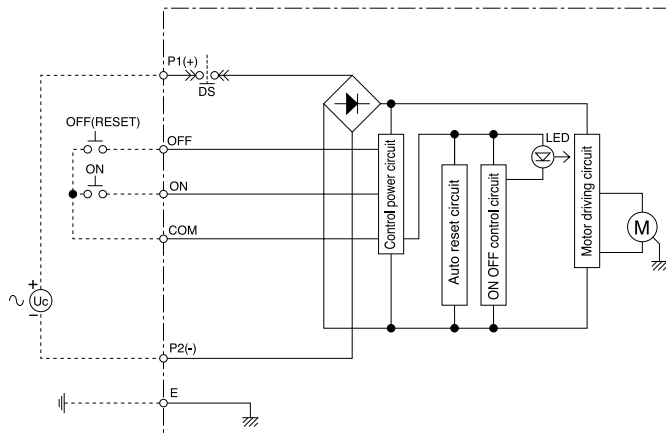 P1(+)
DS
OFF(RESET)
OFF
ON
ON
COM
+
Uc
−
P2(-)
E
Control power circuit
Auto reset circuit
ON OFF control circuit
LED
Motor driving circuit
M